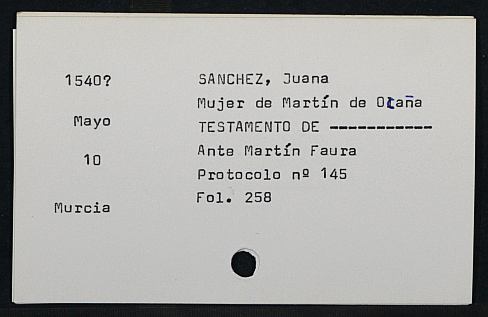 1540?
SANCHEZ, Juana
Mujer de Martín de Ocaña
Mayo
TESTAMENTO DE -----------
10
Ante Martín Faura
Protocolo nº 145
Murcia
Fol. 258